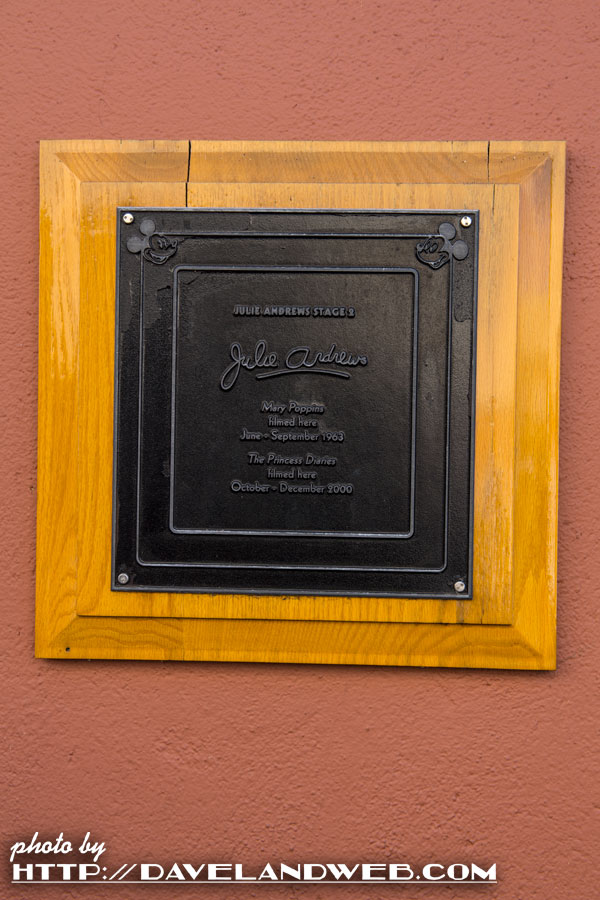 JULIE ANDREWS STAGE 2
Julie Andrews
Mary Poppins
filmed here
June - September 1963
The Princess Diaries
filmed here
October - December 2000
photo by
HTTP://DAVELANDWEB.COM